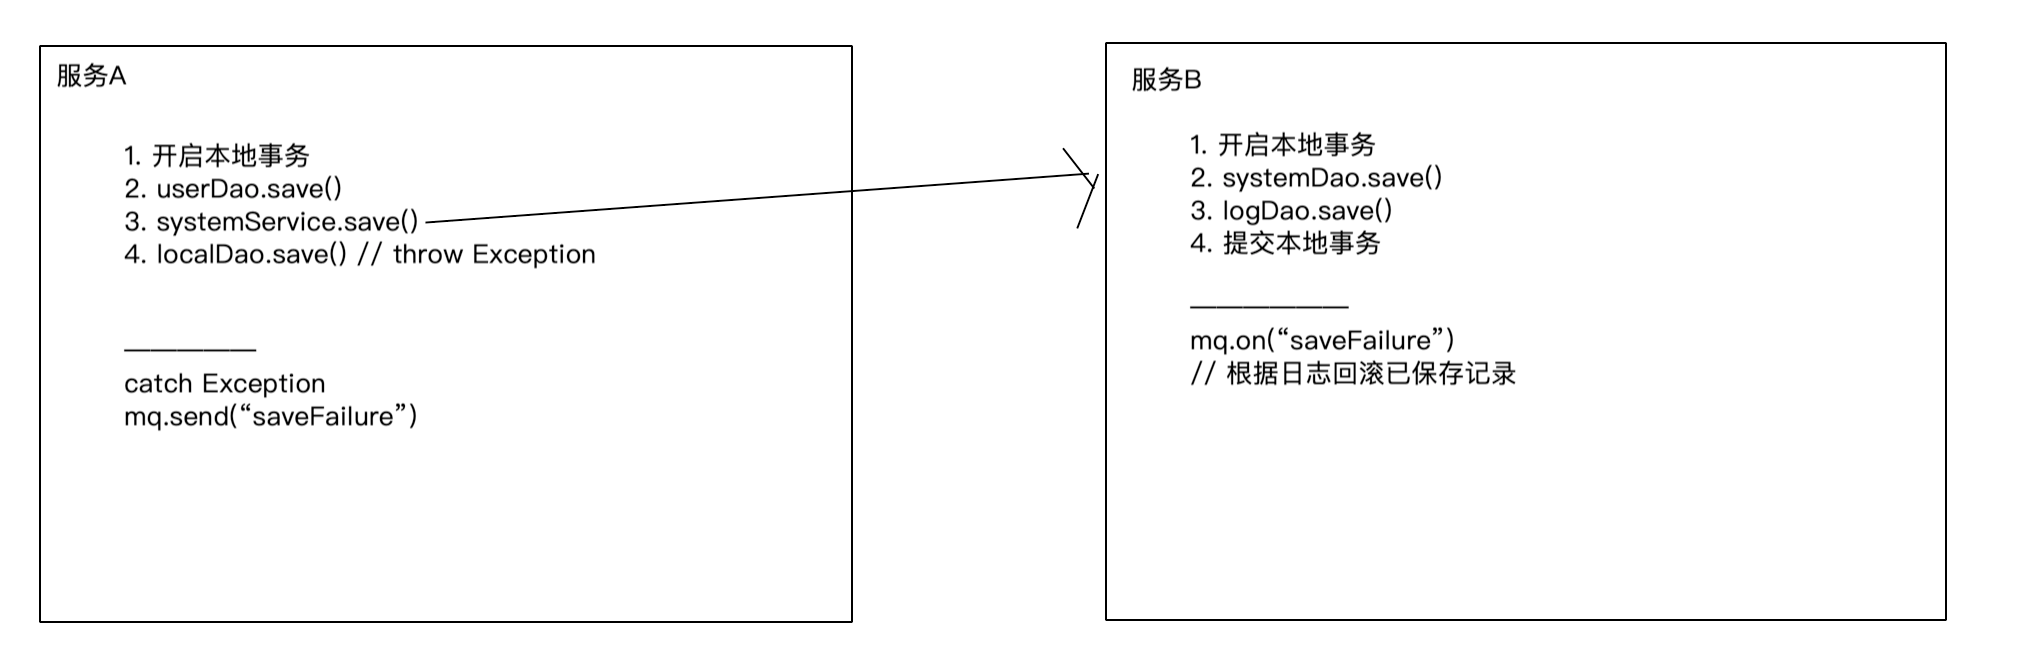 服务A
1. 开启本地事务
2. userDao.save()
3. systemService.save()
4. localDao.save() // throw Exception
——————
catch Exception
mq.send(“saveFailure”)
服务B
1. 开启本地事务
2. systemDao.save()
3. logDao.save()
4. 提交本地事务
——————
mq.on(“saveFailure”)
// 根据日志回滚已保存记录